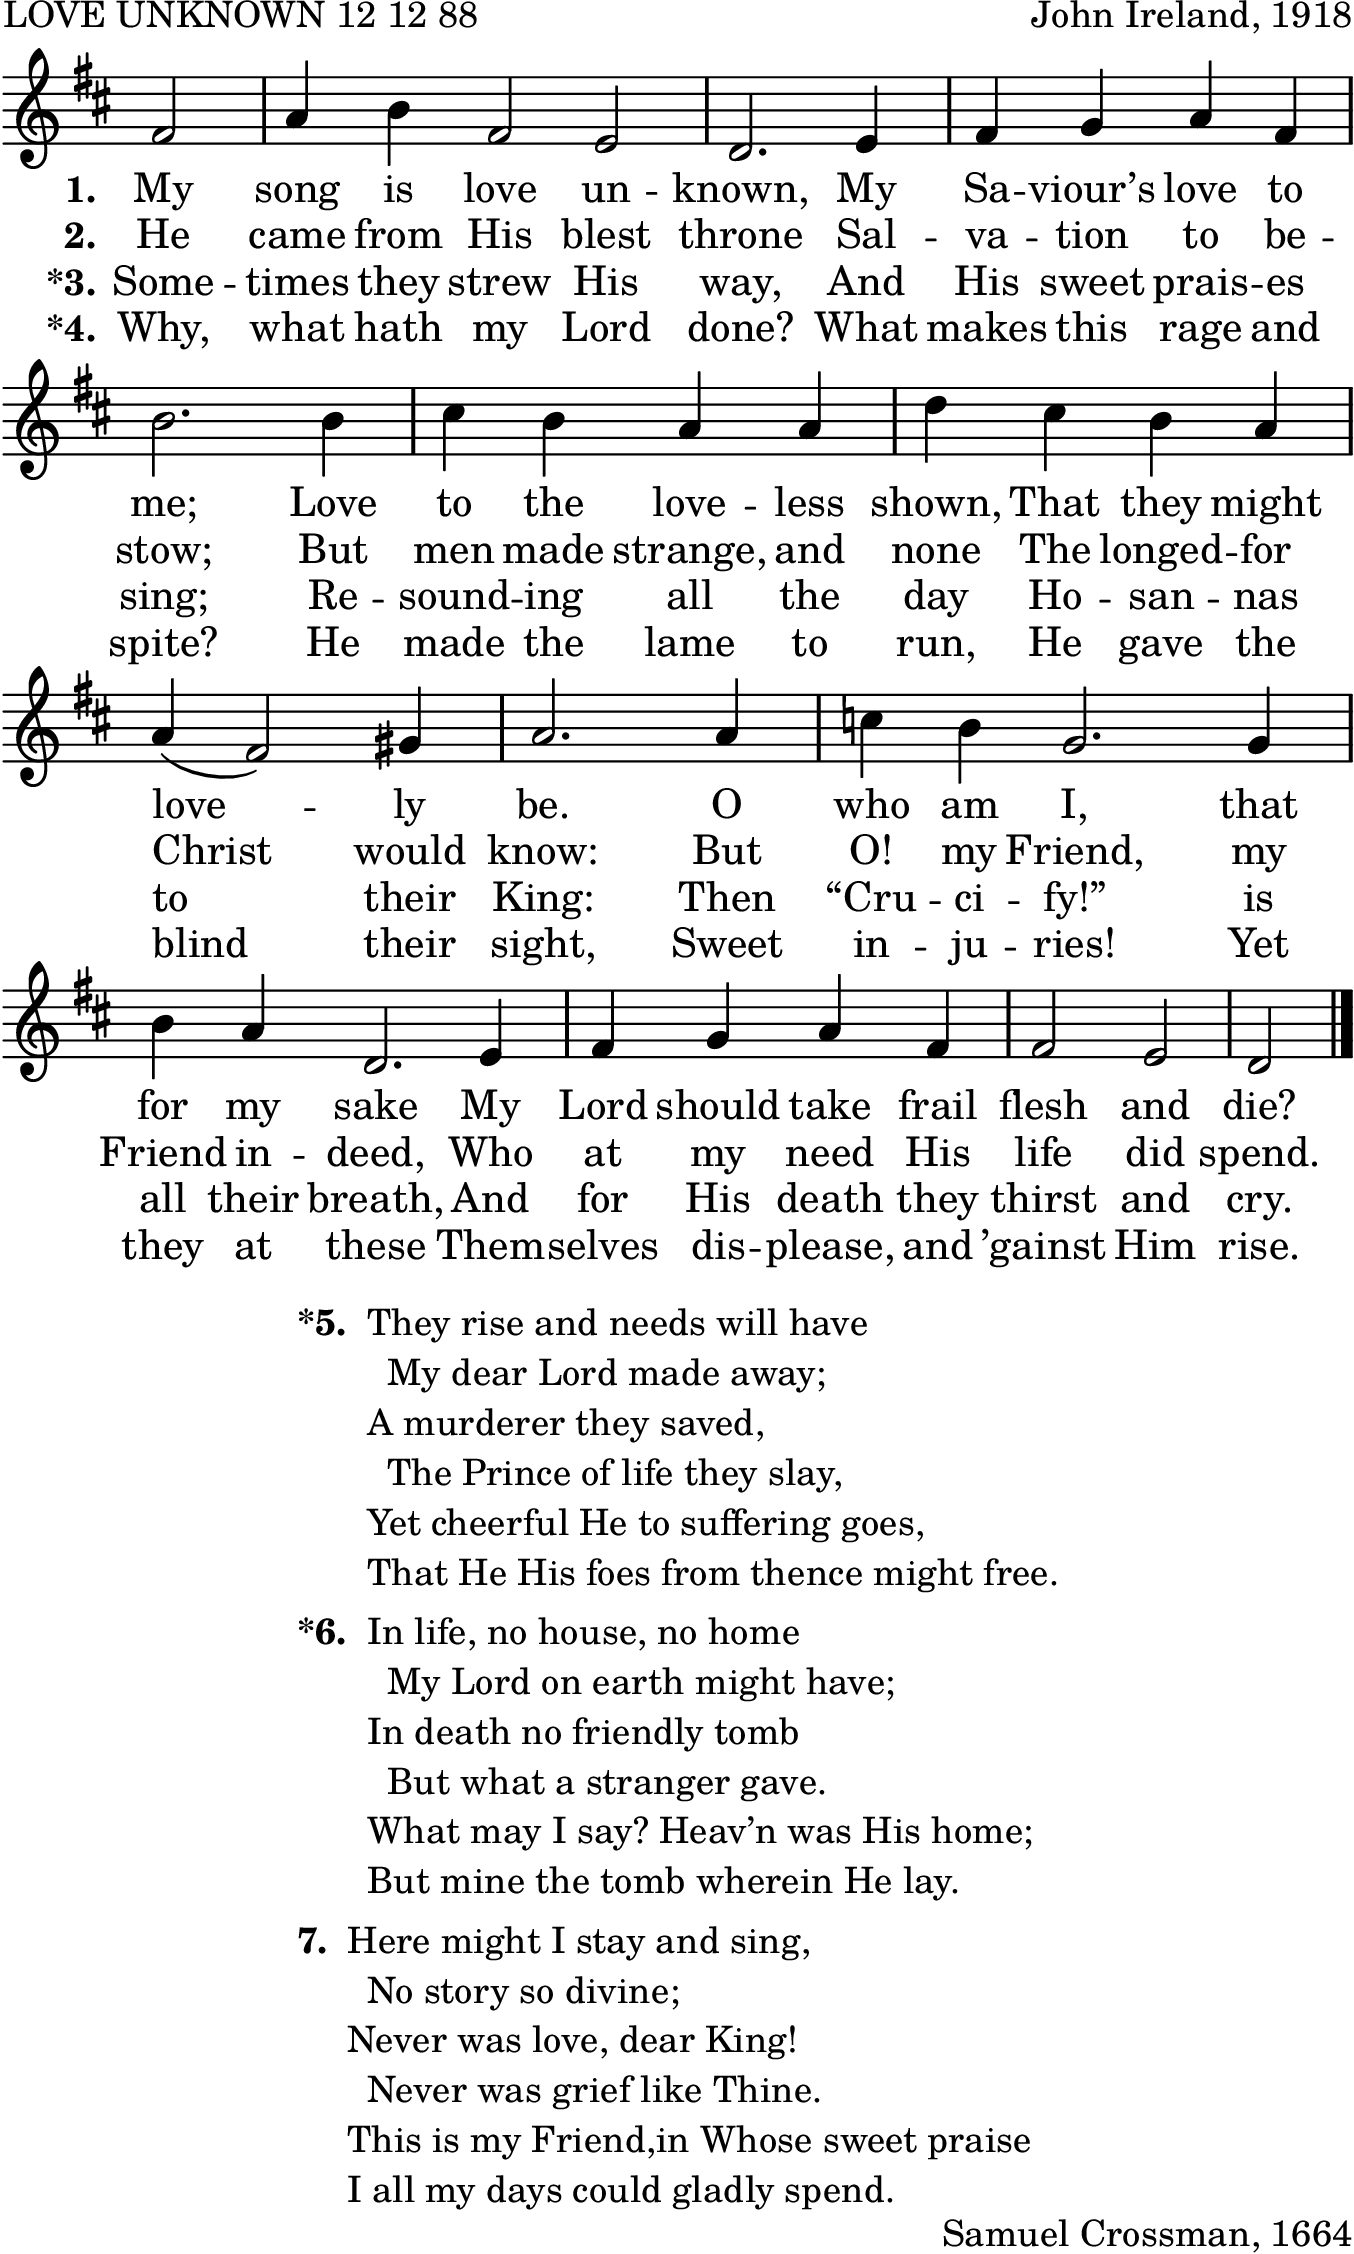 LOVE UNKNOWN 12 12 88 John Ireland, 1918
1. My song is love un -- known, My Sa -- viour’s love to
2. He came from His blest throne Sal -- va -- tion to be --
*3. Some -- times they strew His way, And His sweet prais -- es
*4. Why, what hath my Lord done? What makes this rage and
me; Love to the love -- less shown, That they might
stow; But men made strange, and none The longed -- for
sing; Re -- sound -- ing all the day Ho -- san -- nas
spite? He made the lame to run, He gave the
love -- ly be. O who am I, that
Christ would know: But O! my Friend, my
to their King: Then “Cru -- ci -- fy!” is
blind their sight, Sweet in -- ju -- ries! Yet
for my sake My Lord should take frail flesh and die?
Friend in -- deed, Who at my need His life did spend.
all their breath, And for His death they thirst and cry.
they at these Themselves dis -- please, and ’gainst Him rise.
*5. They rise and needs will have
My dear Lord made away;
A murderer they saved,
The Prince of life they slay,
Yet cheerful He to suffering goes,
That He His foes from thence might free.
*6. In life, no house, no home
My Lord on earth might have;
In death no friendly tomb
But what a stranger gave.
What may I say? Heav’n was His home;
But mine the tomb wherein He lay.
7. Here might I stay and sing,
No story so divine;
Never was love, dear King!
Never was grief like Thine.
This is my Friend,in Whose sweet praise
I all my days could gladly spend.
Samuel Crossman, 1664